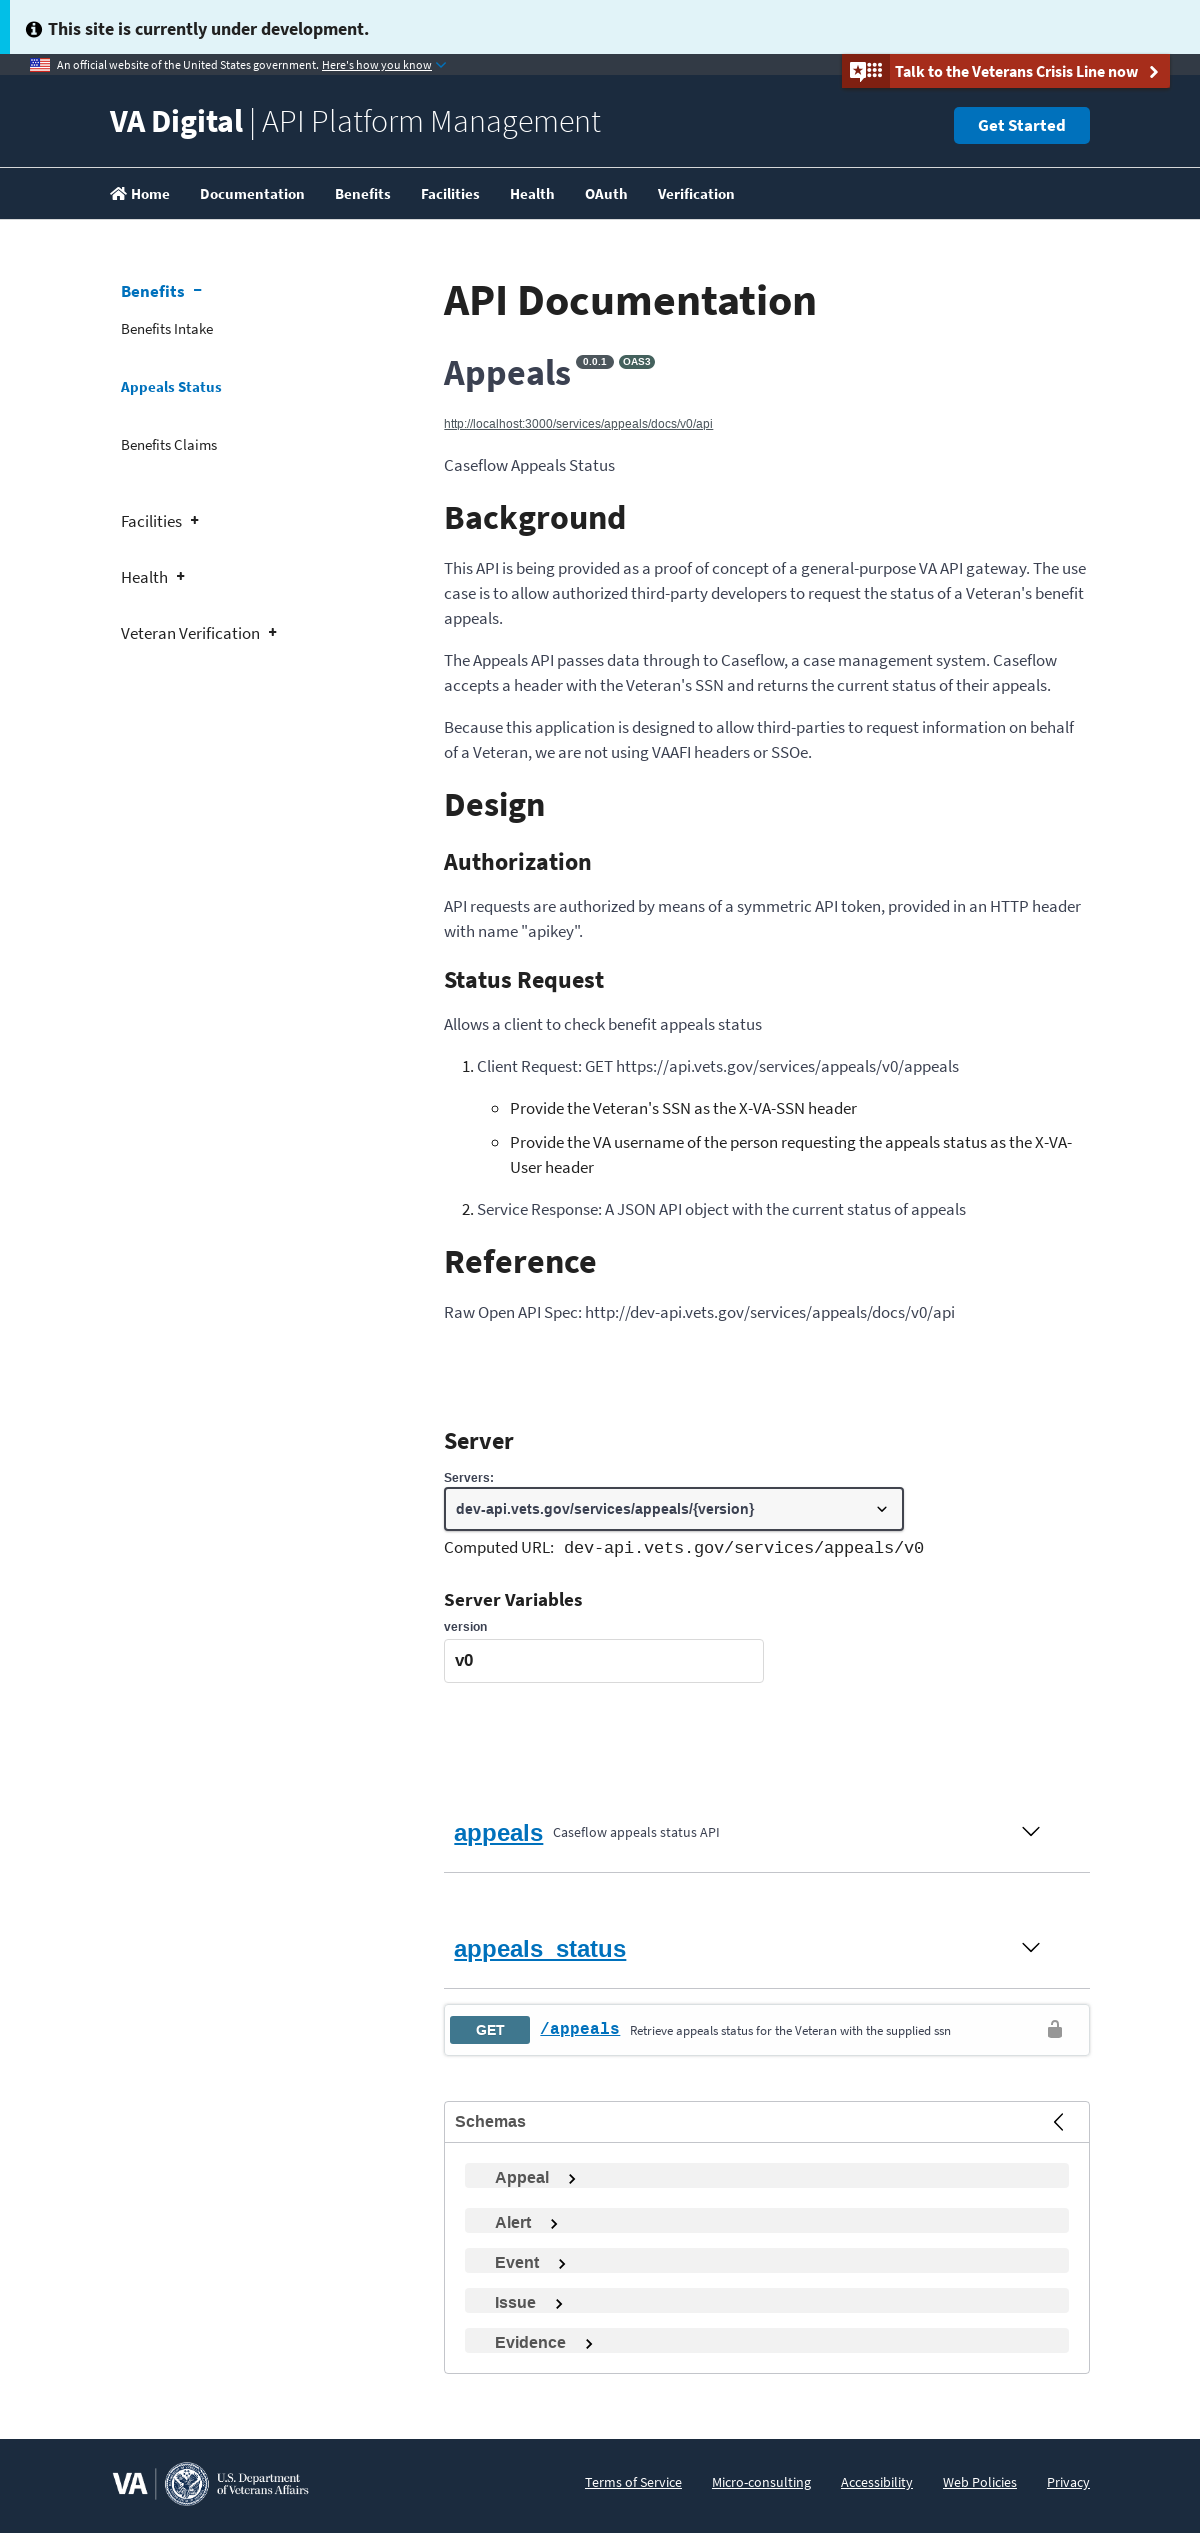 This site is currently under development.
An official website of the United States government. Here's how you know
Talk to the Veterans Crisis Line now
VA Digital | API Platform Management
Get Started
Home Documentation Benefits Facilities Health OAuth Verification
Benefits −
Benefits Intake
Appeals Status
Benefits Claims
Facilities +
Health +
Veteran Verification +
API Documentation
Appeals 0.0.1 OAS3
http://localhost:3000/services/appeals/docs/v0/api
Caseflow Appeals Status
Background
This API is being provided as a proof of concept of a general-purpose VA API gateway. The use
case is to allow authorized third-party developers to request the status of a Veteran's benefit
appeals.
The Appeals API passes data through to Caseflow, a case management system. Caseflow
accepts a header with the Veteran's SSN and returns the current status of their appeals.
Because this application is designed to allow third-parties to request information on behalf
of a Veteran, we are not using VAAFI headers or SSOe.
Design
Authorization
API requests are authorized by means of a symmetric API token, provided in an HTTP header
with name "apikey".
Status Request
Allows a client to check benefit appeals status
1. Client Request: GET https://api.vets.gov/services/appeals/v0/appeals
Provide the Veteran's SSN as the X-VA-SSN header
Provide the VA username of the person requesting the appeals status as the X-VA-
User header
2. Service Response: A JSON API object with the current status of appeals
Reference
Raw Open API Spec: http://dev-api.vets.gov/services/appeals/docs/v0/api
Server
Servers:
dev-api.vets.gov/services/appeals/{version}
Computed URL: dev-api.vets.gov/services/appeals/v0
Server Variables
version
v0
appeals Caseflow appeals status API
appeals_status
GET /appeals Retrieve appeals status for the Veteran with the supplied ssn
Schemas
Appeal
Alert
Event
Issue
Evidence
VA U.S. Department
of Veterans Affairs
Terms of Service Micro-consulting Accessibility Web Policies Privacy